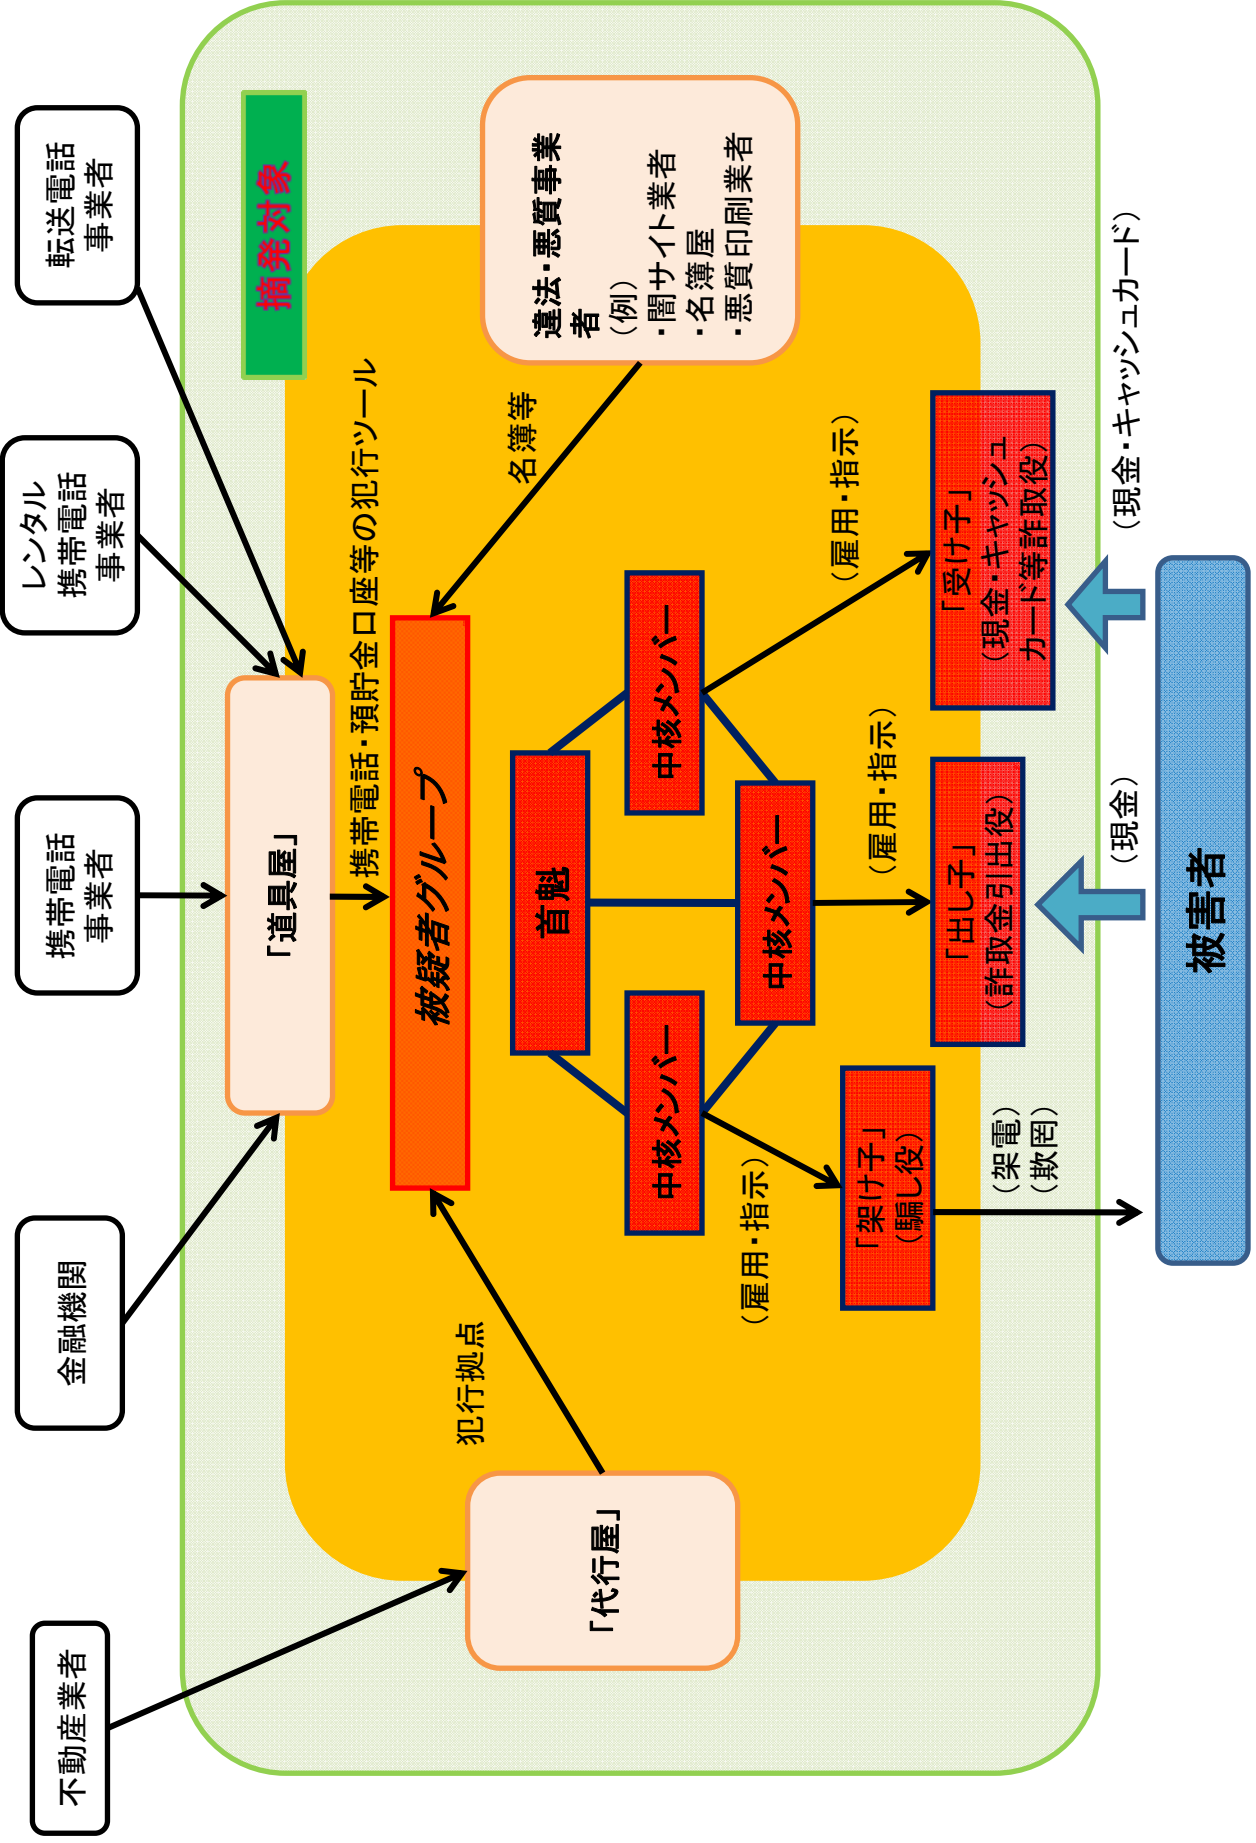 不動産業者
金融機関
携帯電話
事業者
レンタル
携帯電話
事業者
転送電話
事業者
摘発対象
「道具屋」
携帯電話・預貯金口座等の犯行ツール
被疑者グループ
犯行拠点
名簿等
「代行屋」
違法・悪質事業
者
（例）
・闇サイト業者
・名簿屋
・悪質印刷業者
首魁
中核メンバー
中核メンバー
中核メンバー
（雇用・指示）
（雇用・指示）
（雇用・指示）
「架け子」
（騙し役）
「出し子」
（詐取金引出役）
「受け子」
（現金・キャッシュ
カード等詐取役）
（架電）
（欺罔）
（現金）
（現金・キャッシュカード）
被害者